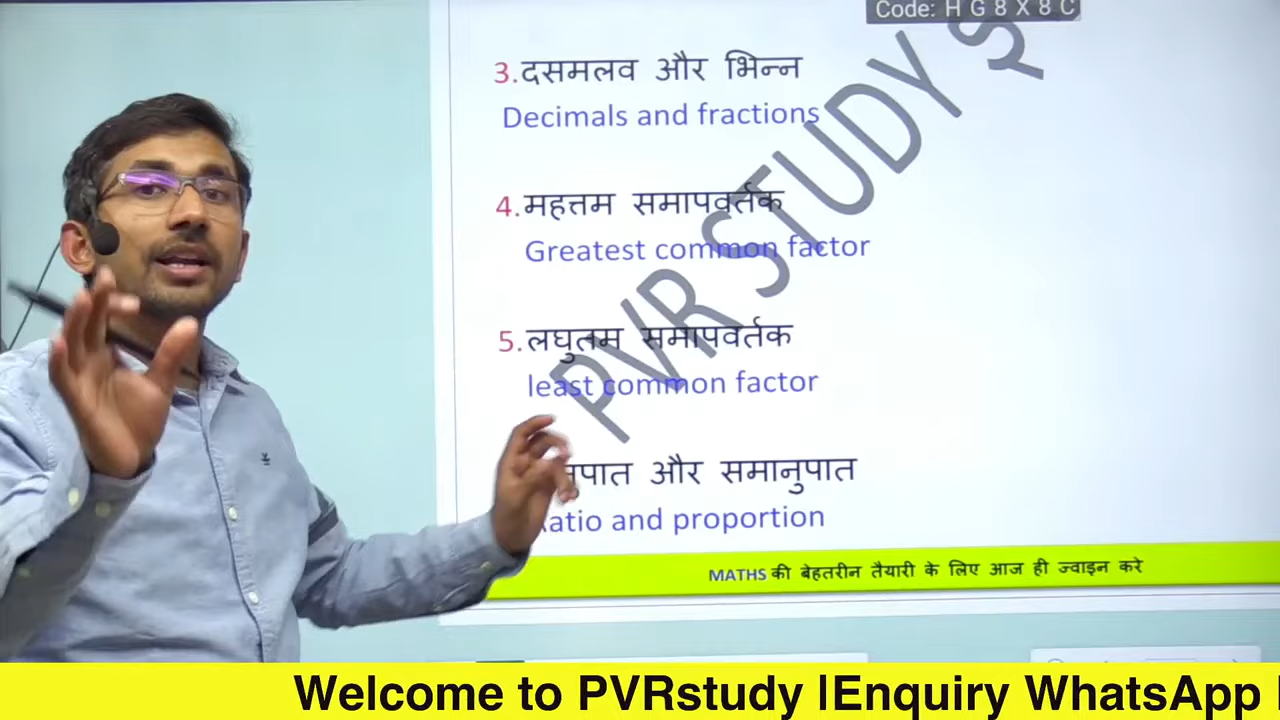 Code: H G 8 X 8 C
3.दसमलव और भिन्न
Decimals and fractions
4.महत्तम समापवर्तक
Greatest common factor
5.लघुतम समापवर्तक
least common factor
और समानुपात
and proportion
PVR STUDY
MATHS की बेहतरीन तैयारी के लिए आज ही ज्वाइन करे
Welcome to PVRstudy |Enquiry WhatsApp